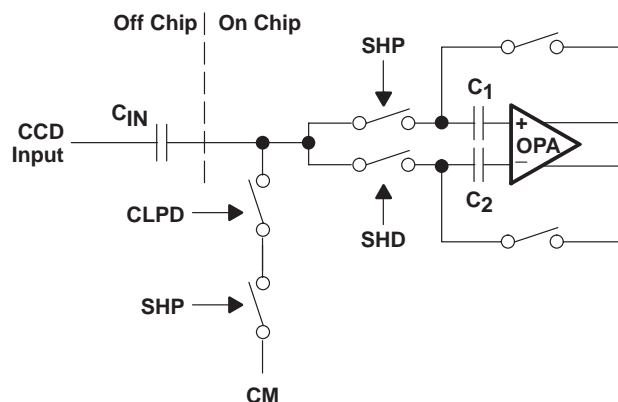 Off Chip
On Chip
SHP
C1
CIN
CCD
Input
+
OPA
–
C2
CLPD
SHD
SHP
CM